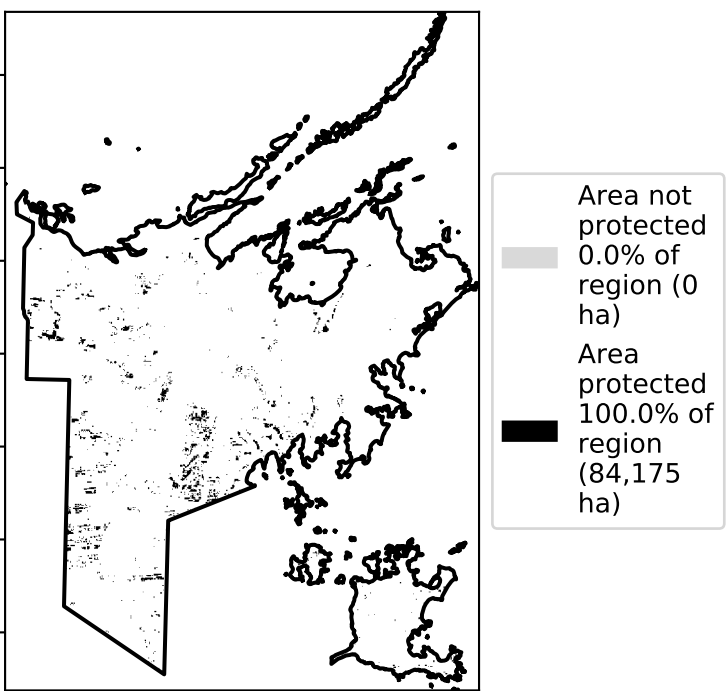 Area not
protected
0.0% of
region (0
ha)
Area
protected
100.0% of
region
(84,175
ha)